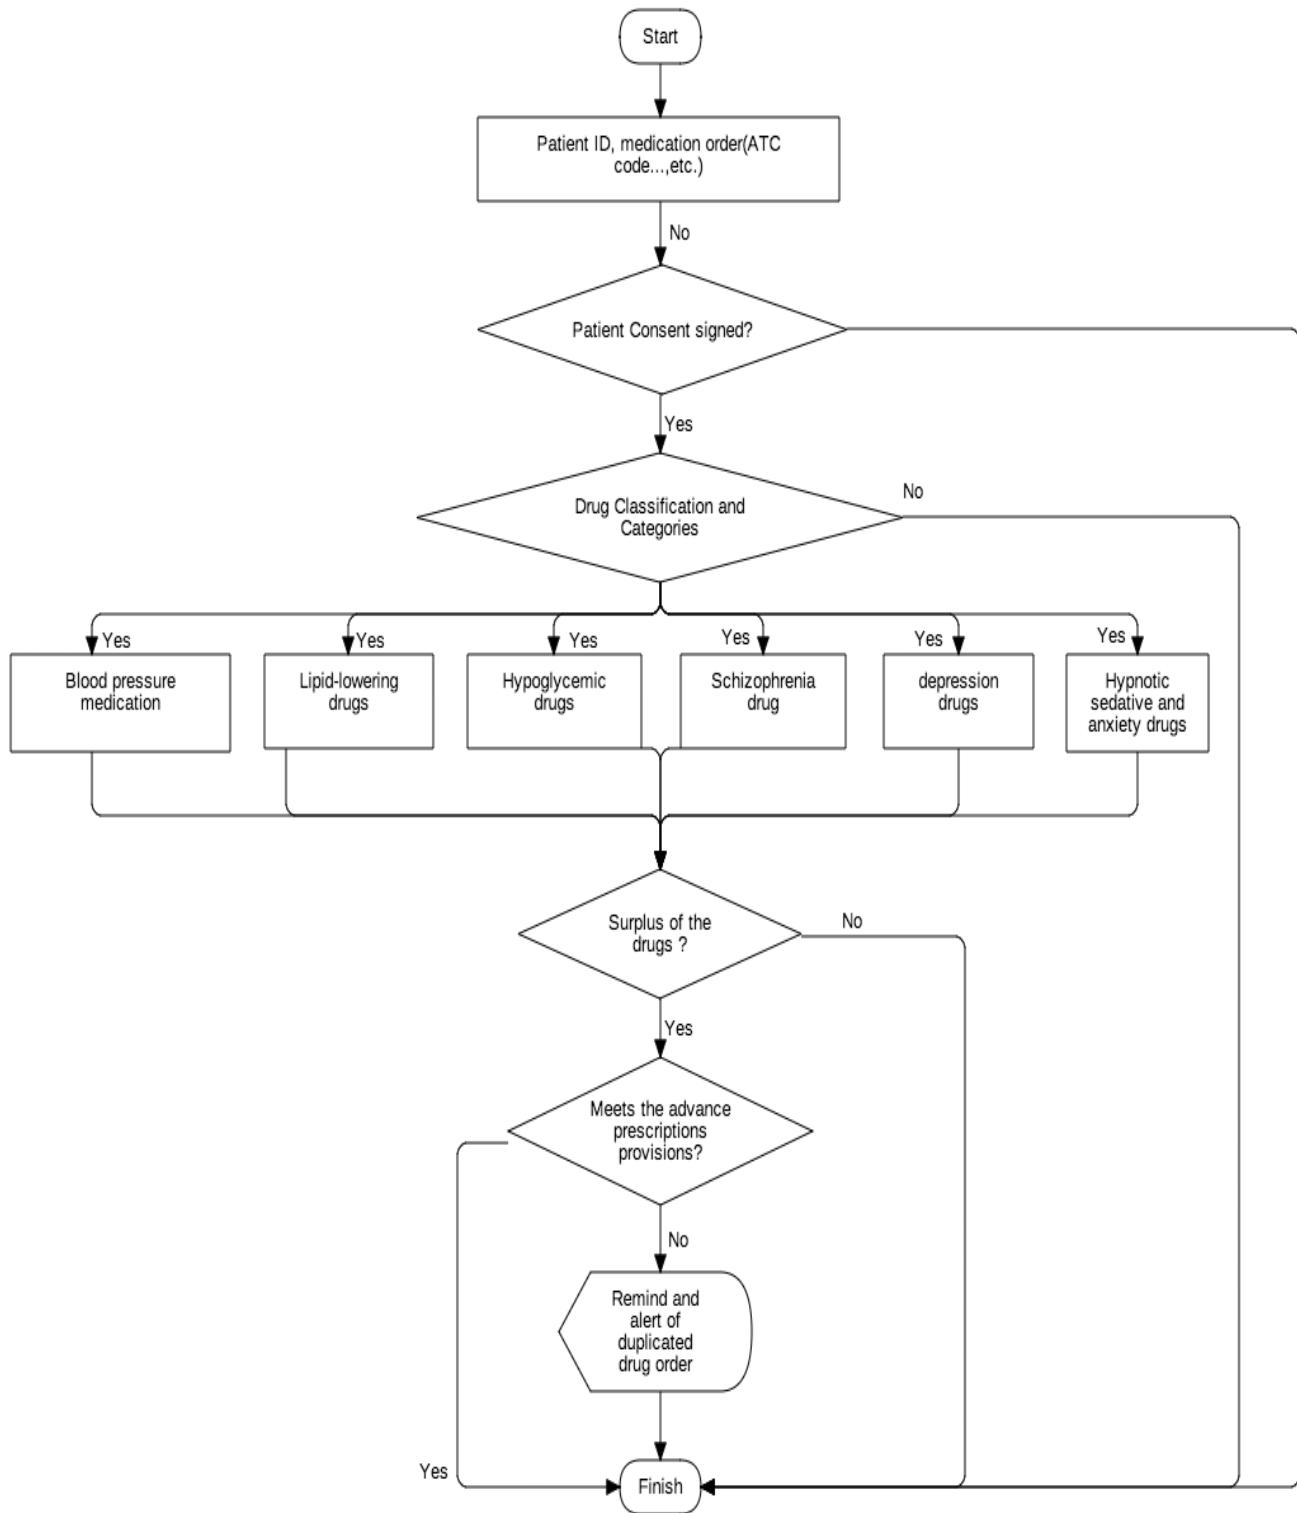 Start
Patient ID, medication order(ATC
code...,etc.)
No
Patient Consent signed?
Yes
Drug Classification and
Categories
No
Yes
Yes
Yes
Yes
Yes
Yes
Blood pressure
medication
Lipid-lowering
drugs
Hypoglycemic
drugs
Schizophrenia
drug
depression
drugs
Hypnotic
sedative and
anxiety drugs
Surplus of the
drugs ?
No
Yes
Meets the advance
prescriptions
provisions?
No
Remind and
alert of
duplicated
drug order
Yes
Finish